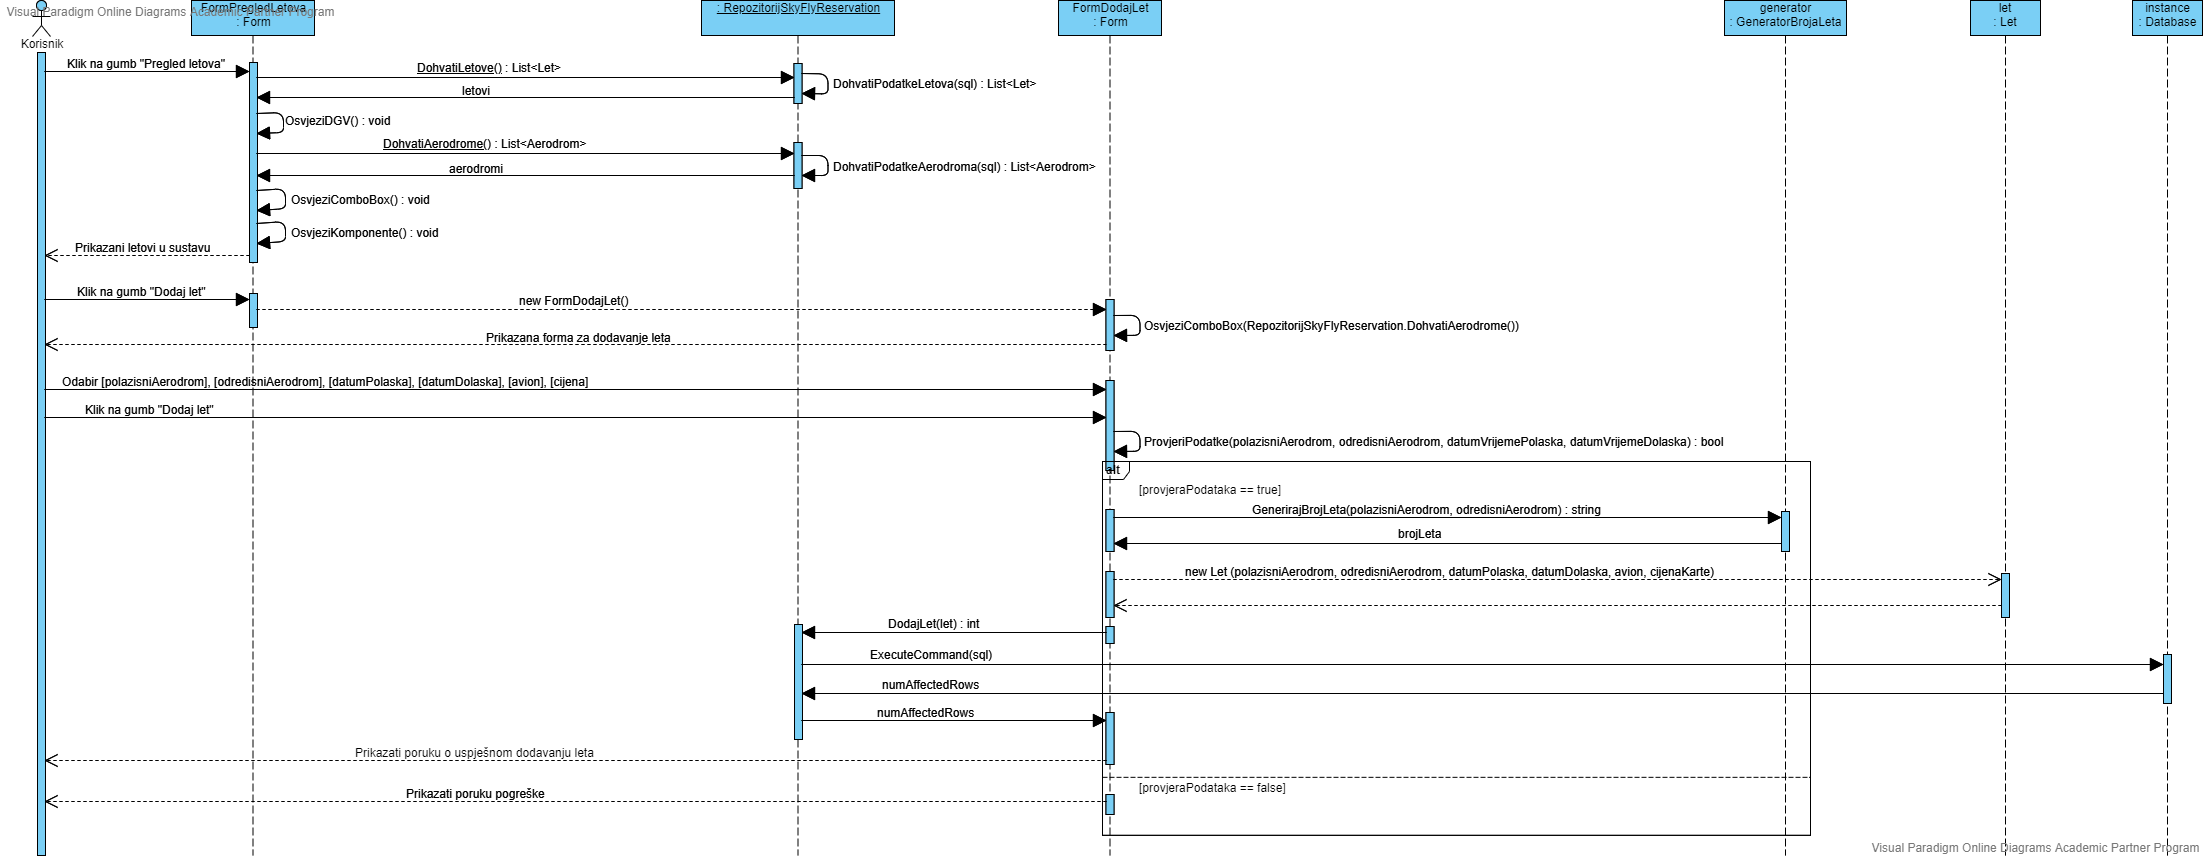 Visual Paradigm Online Diagrams Academic Partner Program
Korisnik
FormPregledLetova
: Form
: RepozitorijSkyFlyReservation
FormDodajLet
: Form
generator
: GeneratorBrojaLeta
let
: Let
instance
: Database
Klik na gumb "Pregled letova"
DohvatiLetove() : List<Let>
DohvatiPodatkeLetova(sql) : List<Let>
letovi
OsvjeziDGV() : void
DohvatiAerodrome() : List<Aerodrom>
DohvatiPodatkeAerodroma(sql) : List<Aerodrom>
aerodromi
OsvjeziComboBox() : void
OsvjeziKomponente() : void
Prikazani letovi u sustavu
Klik na gumb "Dodaj let"
new FormDodajLet()
OsvjeziComboBox(RepozitorijSkyFlyReservation.DohvatiAerodrome())
Prikazana forma za dodavanje leta
Odabir [polazisniAerodrom], [odredisniAerodrom], [datumPolaska], [datumDolaska], [avion], [cijena]
Klik na gumb "Dodaj let"
ProvjeriPodatke(polazisniAerodrom, odredisniAerodrom, datumVrijemePolaska, datumVrijemeDolaska) : bool
alt
[provjeraPodataka == true]
GenerirajBrojLeta(polazisniAerodrom, odredisniAerodrom) : string
brojLeta
new Let (polazisniAerodrom, odredisniAerodrom, datumPolaska, datumDolaska, avion, cijenaKarte)
DodajLet(let) : int
ExecuteCommand(sql)
numAffectedRows
numAffectedRows
Prikazati poruku o uspješnom dodavanju leta
[provjeraPodataka == false]
Prikazati poruku pogreške
Visual Paradigm Online Diagrams Academic Partner Program